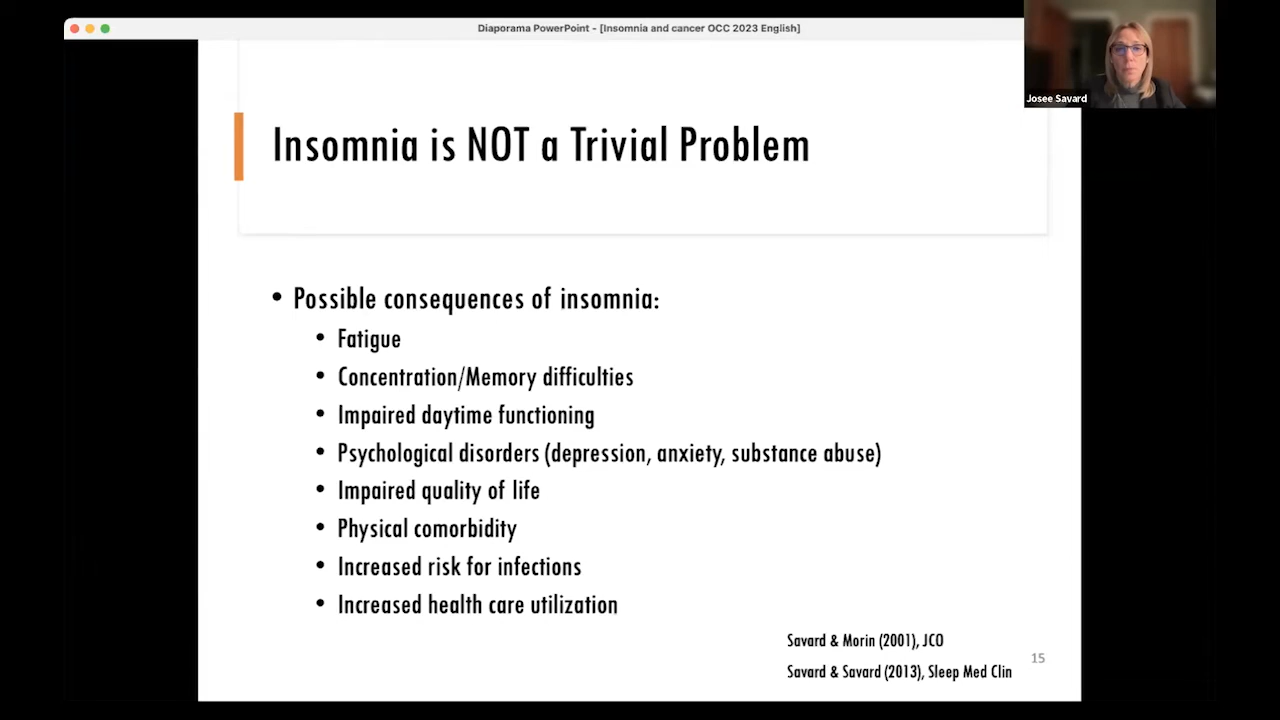 Diaporama PowerPoint - [Insomnia and cancer OCC 2023 English]
Josee Savard
Insomnia is NOT a Trivial Problem
• Possible consequences of insomnia:
• Fatigue
• Concentration/Memory difficulties
• Impaired daytime functioning
• Psychological disorders (depression, anxiety, substance abuse)
• Impaired quality of life
• Physical comorbidity
• Increased risk for infections
• Increased health care utilization
Savard & Morin (2001), JCO
15
Savard & Savard (2013), Sleep Med Clin